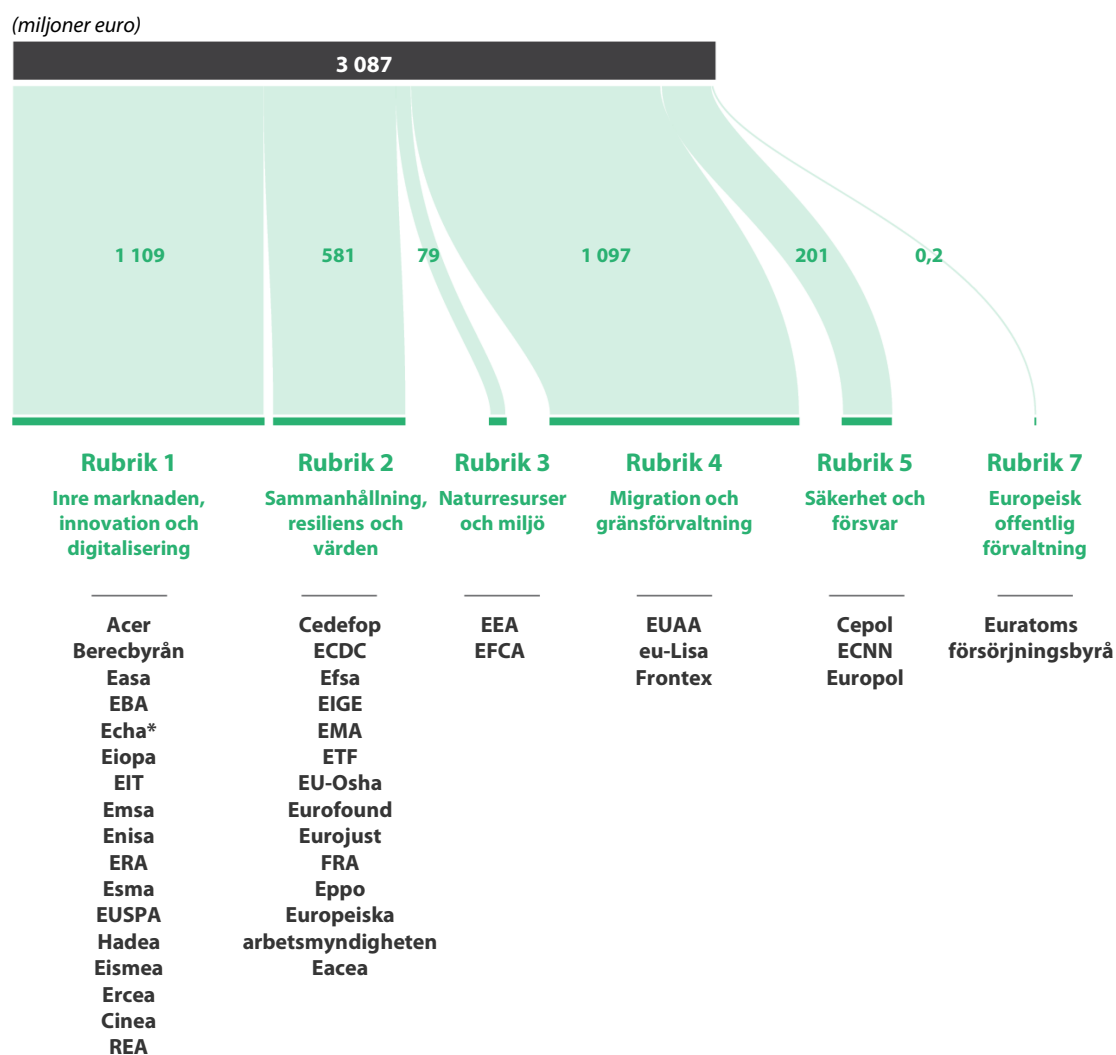 (miljoner euro)
3 087
1 109
581
79
1 097
201
0,2
Rubrik 1
Inre marknaden,
innovation och
digitalisering
Acer
Berecbyrån
Easa
EBA
Echa*
Eiopa
EIT
Emsa
Enisa
ERA
Esma
EUSPA
Hadea
Eismea
Ercea
Cinea
REA
Rubrik 2
Sammanhållning,
resiliens och
värden
Cedefop
ECDC
Efsa
EIGE
EMA
ETF
EU-Osha
Eurofound
Eurojust
FRA
Eppo
Europeiska
arbetsmyndigheten
Eacea
Rubrik 3
Naturresurser
och miljö
EEA
EFCA
Rubrik 4
Migration och
gränsförvaltning
EUAA
eu-Lisa
Frontex
Rubrik 5
Säkerhet och
försvar
Cepol
ECNN
Europol
Rubrik 7
Europeisk
offentlig
förvaltning
Euratoms
försörjningsbyrå